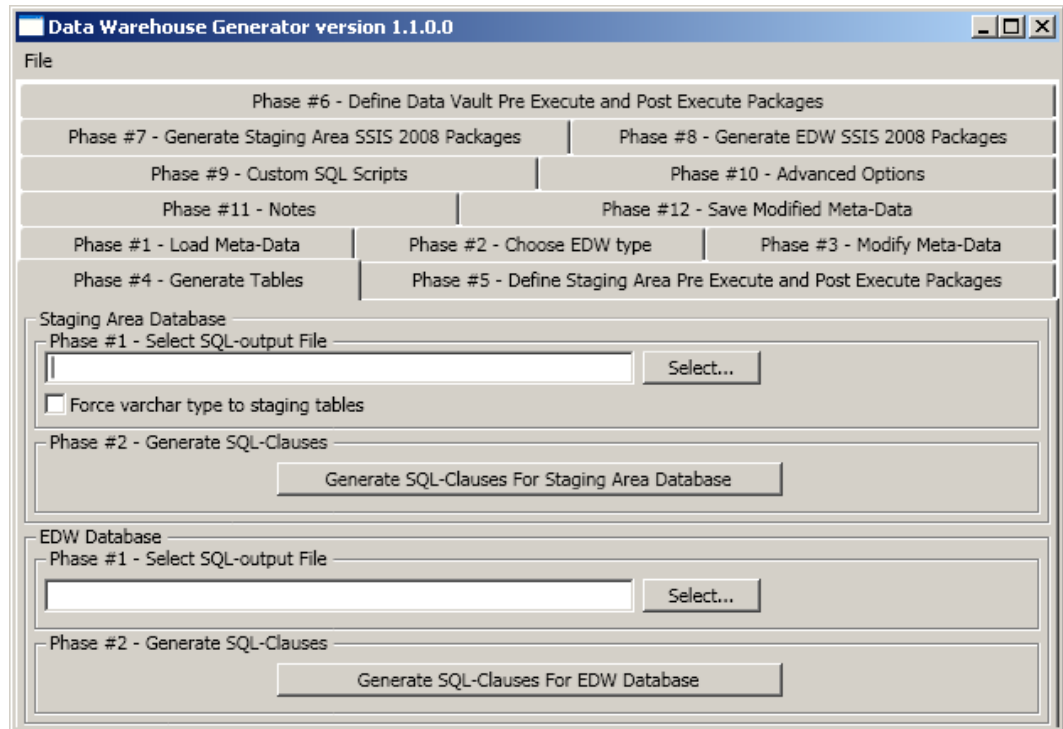 Data Warehouse Generator version 1.1.0.0
File
Phase #6 - Define Data Vault Pre Execute and Post Execute Packages
Phase #7 - Generate Staging Area SSIS 2008 Packages
Phase #8 - Generate EDW SSIS 2008 Packages
Phase #9 - Custom SQL Scripts
Phase #10 - Advanced Options
Phase #11 - Notes
Phase #12 - Save Modified Meta-Data
Phase #1 - Load Meta-Data
Phase #2 - Choose EDW type
Phase #3 - Modify Meta-Data
Phase #4 - Generate Tables
Phase #5 - Define Staging Area Pre Execute and Post Execute Packages
Staging Area Database
Phase #1 - Select SQL-output File
Select...
Force varchar type to staging tables
Phase #2 - Generate SQL-Clauses
Generate SQL-Clauses For Staging Area Database
EDW Database
Phase #1 - Select SQL-output File
Select...
Phase #2 - Generate SQL-Clauses
Generate SQL-Clauses For EDW Database